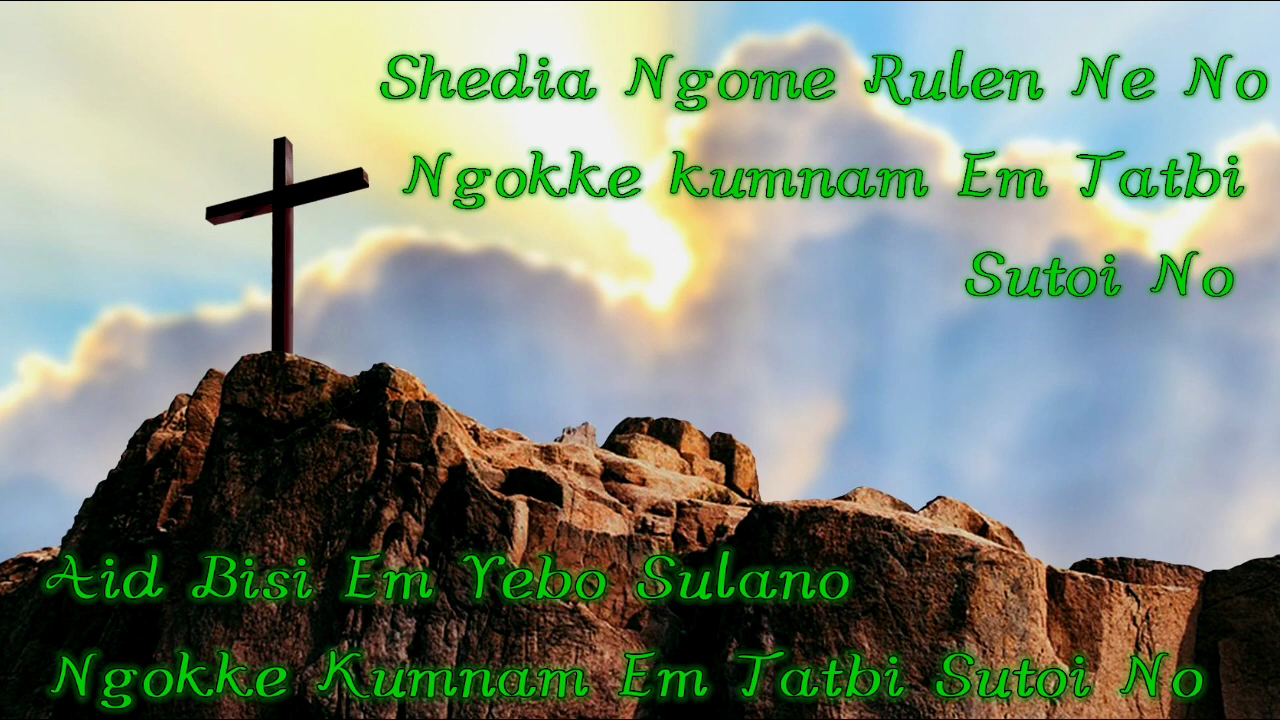 Shedia Ngome Rulen Ne No
Ngokke kumnam Em Tatbi
Sutoi No
Aid Bisi Em Yebo Sulano
Ngokke Kumnam Em Tatbi Sutoi No